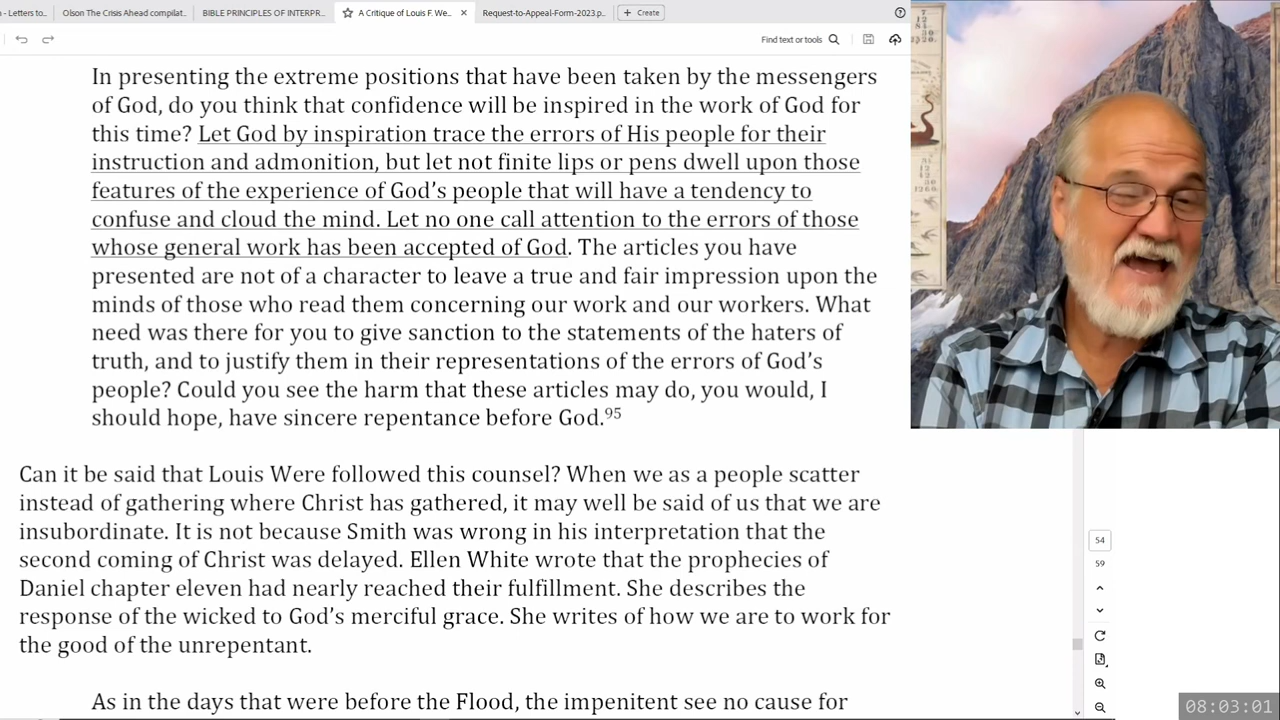 n - Letters to...
Olson The Crisis Ahead compilat...
BIBLE PRINCIPLES OF INTERPR...
A Critique of Louis F. We...
Request-to-Appeal-Form-2023.p...
+ Create
Find text or tools
In presenting the extreme positions that have been taken by the messengers
of God, do you think that confidence will be inspired in the work of God for
this time? Let God by inspiration trace the errors of His people for their
instruction and admonition, but let not finite lips or pens dwell upon those
features of the experience of God’s people that will have a tendency to
confuse and cloud the mind. Let no one call attention to the errors of those
whose general work has been accepted of God. The articles you have
presented are not of a character to leave a true and fair impression upon the
minds of those who read them concerning our work and our workers. What
need was there for you to give sanction to the statements of the haters of
truth, and to justify them in their representations of the errors of God’s
people? Could you see the harm that these articles may do, you would, I
should hope, have sincere repentance before God.95
Can it be said that Louis Were followed this counsel? When we as a people scatter
instead of gathering where Christ has gathered, it may well be said of us that we are
insubordinate. It is not because Smith was wrong in his interpretation that the
second coming of Christ was delayed. Ellen White wrote that the prophecies of
Daniel chapter eleven had nearly reached their fulfillment. She describes the
response of the wicked to God’s merciful grace. She writes of how we are to work for
the good of the unrepentant.
As in the days that were before the Flood, the impenitent see no cause for
54
59
08:03:01